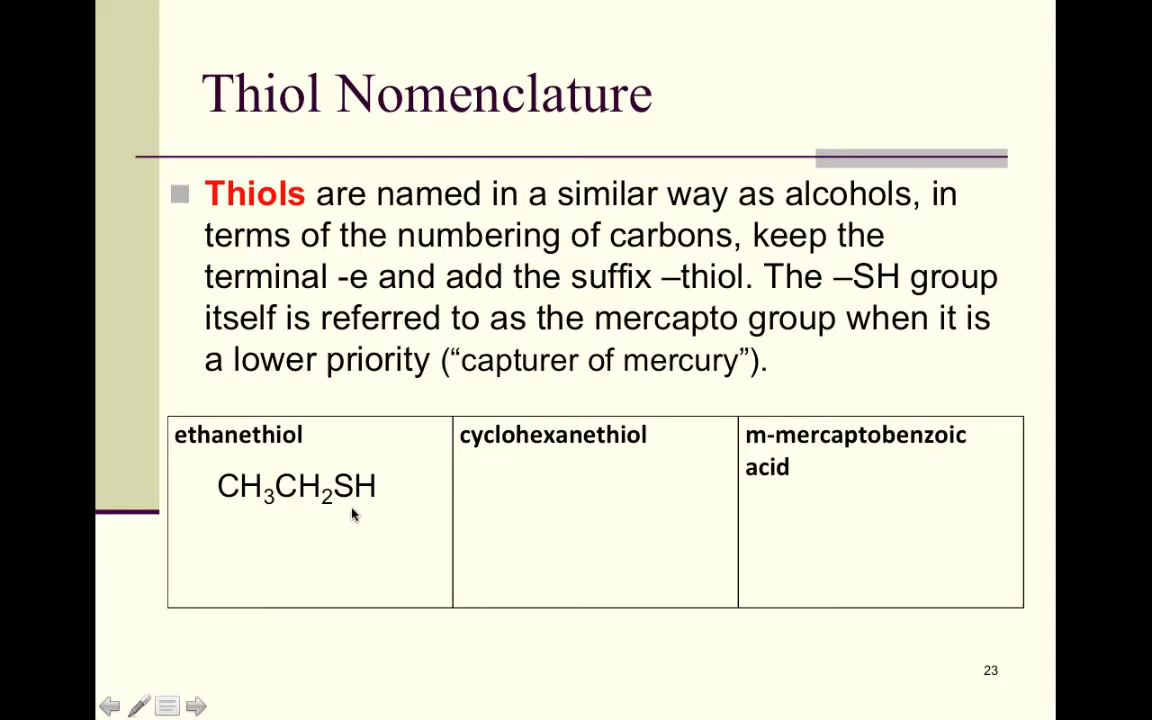 Thiol Nomenclature
Thiols are named in a similar way as alcohols, in
terms of the numbering of carbons, keep the
terminal -e and add the suffix –thiol. The –SH group
itself is referred to as the mercapto group when it is
a lower priority (“capturer of mercury”).
ethanethiol
CH₃CH₂SH
cyclohexanethiol
m-mercaptobenzoic
acid
23